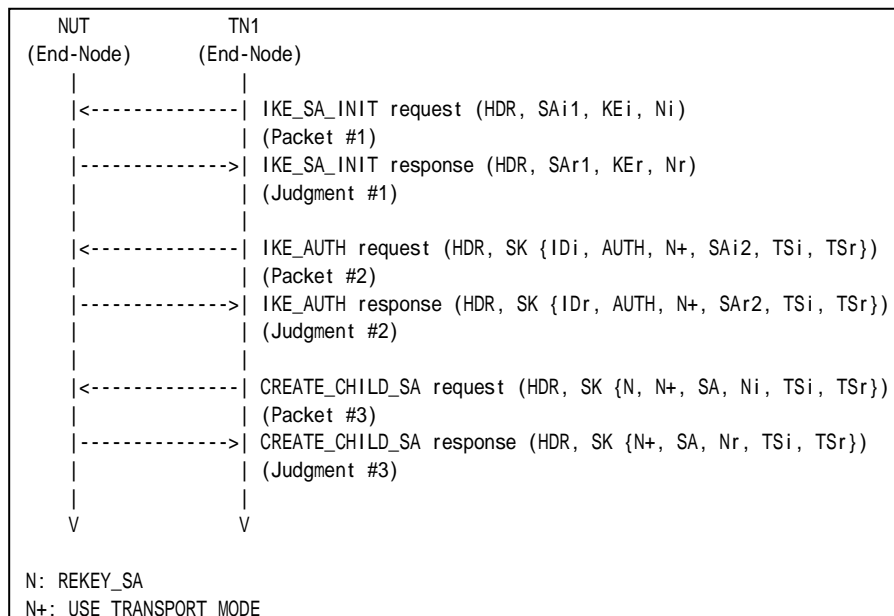 NUT TN1
(End-Node) (End-Node)
| |
|<--------------| IKE_SA_INIT request (HDR, SAi1, KEi, Ni)
| | (Packet #1)
|-------------->| IKE_SA_INIT response (HDR, SAr1, KEr, Nr)
| | (Judgment #1)
| |
|<--------------| IKE_AUTH request (HDR, SK {IDi, AUTH, N+, SAi2, TSi, TSr})
| | (Packet #2)
|-------------->| IKE_AUTH response (HDR, SK {IDr, AUTH, N+, SAr2, TSi, TSr})
| | (Judgment #2)
| |
|<--------------| CREATE_CHILD_SA request (HDR, SK {N, N+, SA, Ni, TSi, TSr})
| | (Packet #3)
|-------------->| CREATE_CHILD_SA response (HDR, SK {N+, SA, Nr, TSi, TSr})
| | (Judgment #3)
| |
V V
N: REKEY_SA
N+: USE_TRANSPORT_MODE